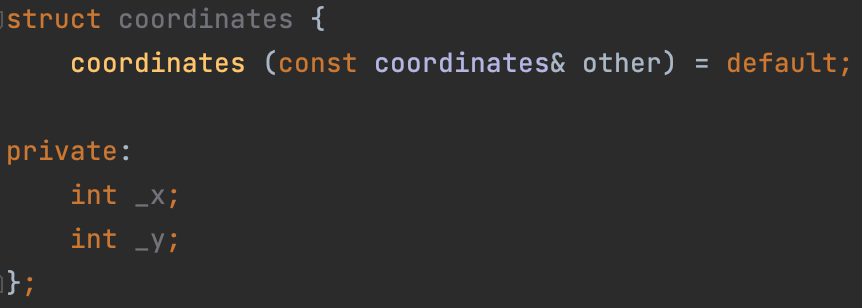 struct coordinates {
    coordinates (const coordinates& other) = default;
private:
    int _x;
    int _y;
};